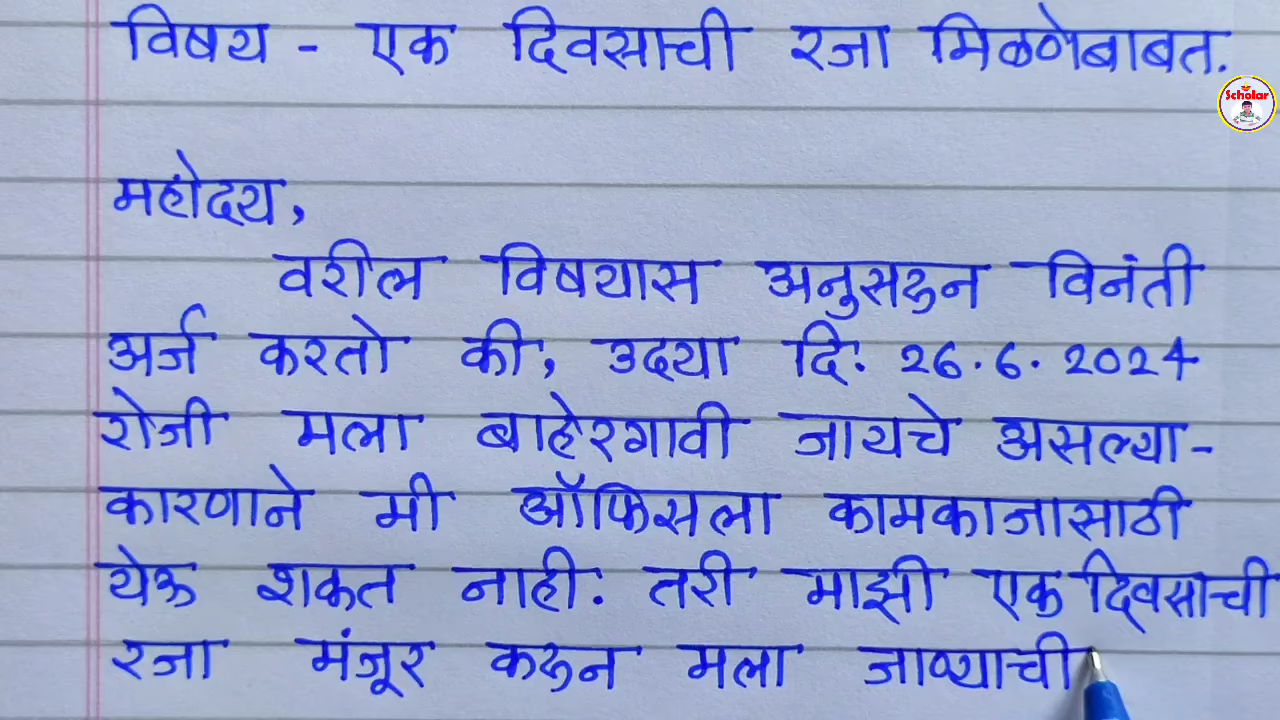 विषय - एक दिवसाची रजा मिळणेबाबत.
Scholar
महोदय,
वरील विषयास अनुसरुन विनंती
अर्ज करतो की, उदया दि. 26.6.2024
रोजी मला बाहेरगावी जायचे असल्या-
कारणाने मी ऑफिसला कामकाजासाठी
येऊ शकत नाही. तरी माझी एक दिवसाची
रजा मंजूर करुन मला जाण्याची